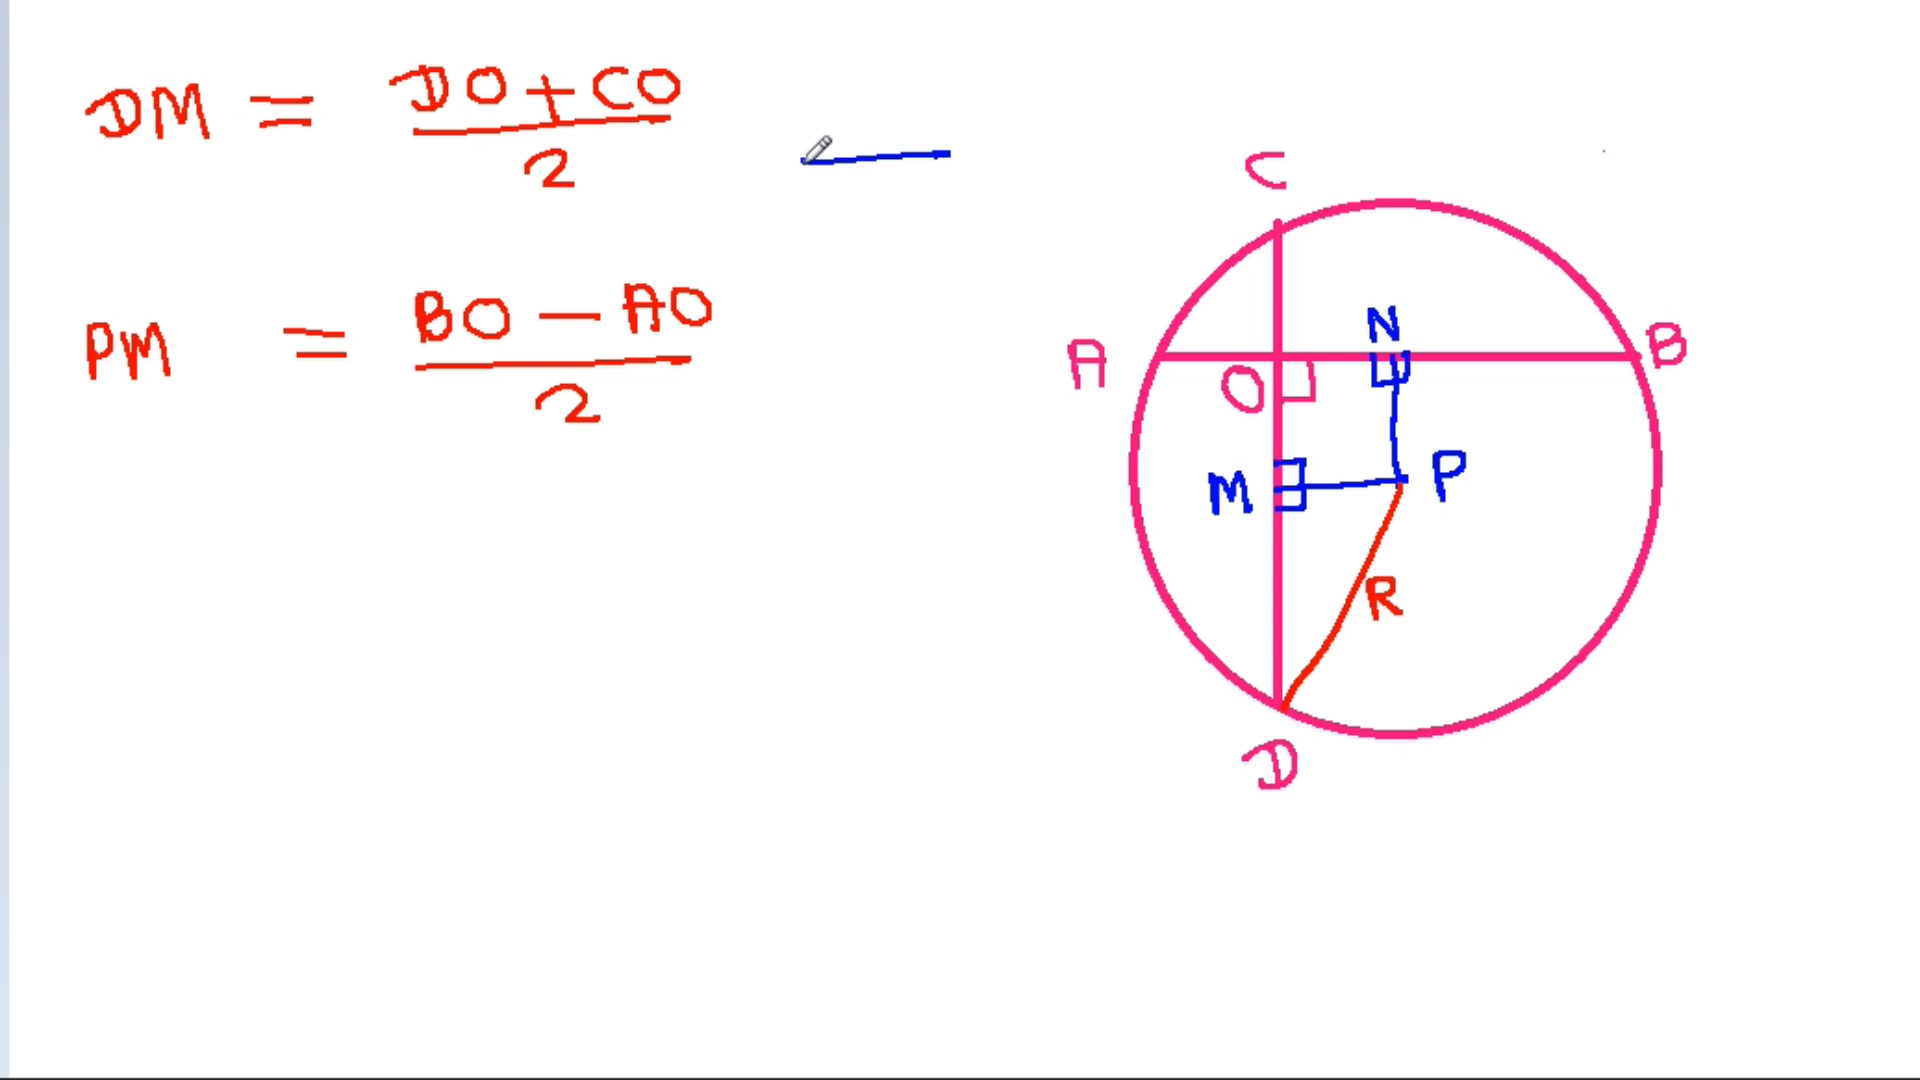 DM = DO + CO
2
PM = BO - AO
2
C
A
N
B
O
M
P
R
D